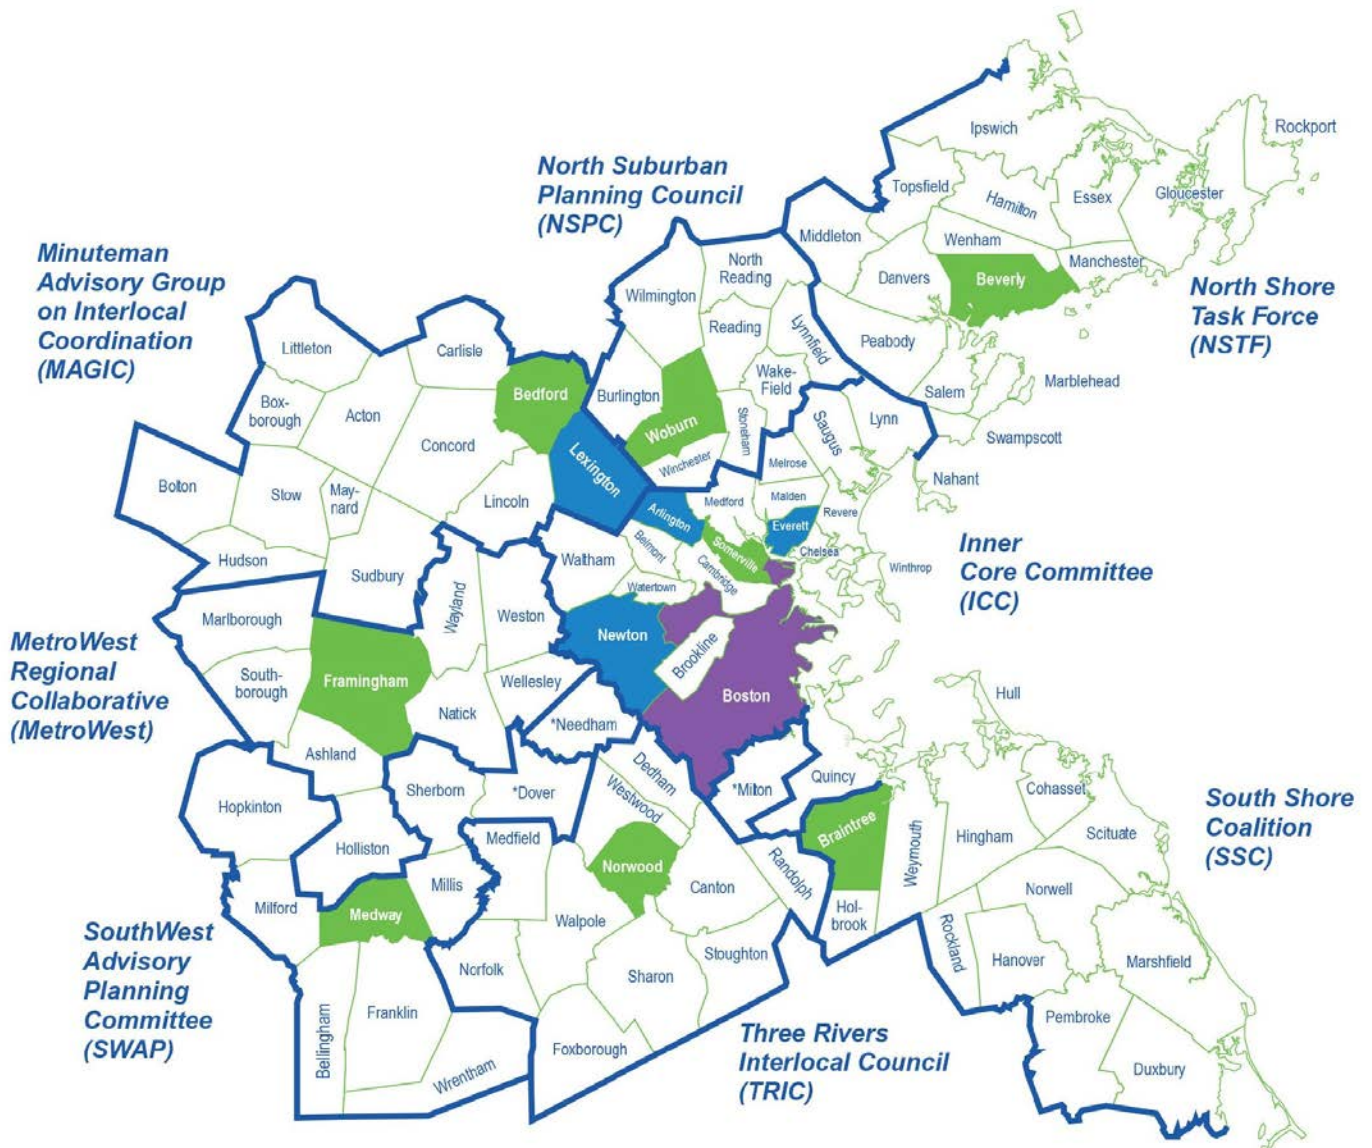 Ipswich
Rockport
North Suburban
Planning Council
(NSPC)
Topsfield
Hamilton
Essex
Gloucester
Middleton
Wenham
Manchester
Danvers
Beverly
North Shore
Task Force
(NSTF)
Minuteman
Advisory Group
on Interlocal
Coordination
(MAGIC)
North
Reading
Wilmington
Reading
Lynnfield
Peabody
Littleton
Carlisle
Wake-
Field
Salem
Marblehead
Bedford
Burlington
Box-
borough
Acton
Concord
Woburn
Stoneham
Saugus
Lynn
Swampscott
Lexington
Winchester
Melrose
Nahant
Bolton
Stow
May-
nard
Lincoln
Arlington
Medford
Malden
Revere
Everett
Inner
Core Committee
(ICC)
Hudson
Sudbury
Waltham
Belmont
Somerville
Chelsea
Cambridge
Winthrop
Watertown
Marlborough
Wayland
Weston
Newton
Brookline
MetroWest
Regional
Collaborative
(MetroWest)
South-
borough
Framingham
Wellesley
Boston
Natick
*Needham
Hull
Ashland
Dedham
Hopkinton
Sherborn
*Dover
Westwood
*Milton
Quincy
Cohasset
South Shore
Coalition
(SSC)
Holliston
Medfield
Braintree
Weymouth
Hingham
Scituate
Norwood
Randolph
Millis
Canton
Norwell
Milford
Medway
Walpole
Hol-
brook
SouthWest
Advisory
Planning
Committee
(SWAP)
Norfolk
Sharon
Stoughton
Rockland
Hanover
Marshfield
Bellingham
Franklin
Pembroke
Foxborough
Three Rivers
Interlocal Council
(TRIC)
Wrentham
Duxbury